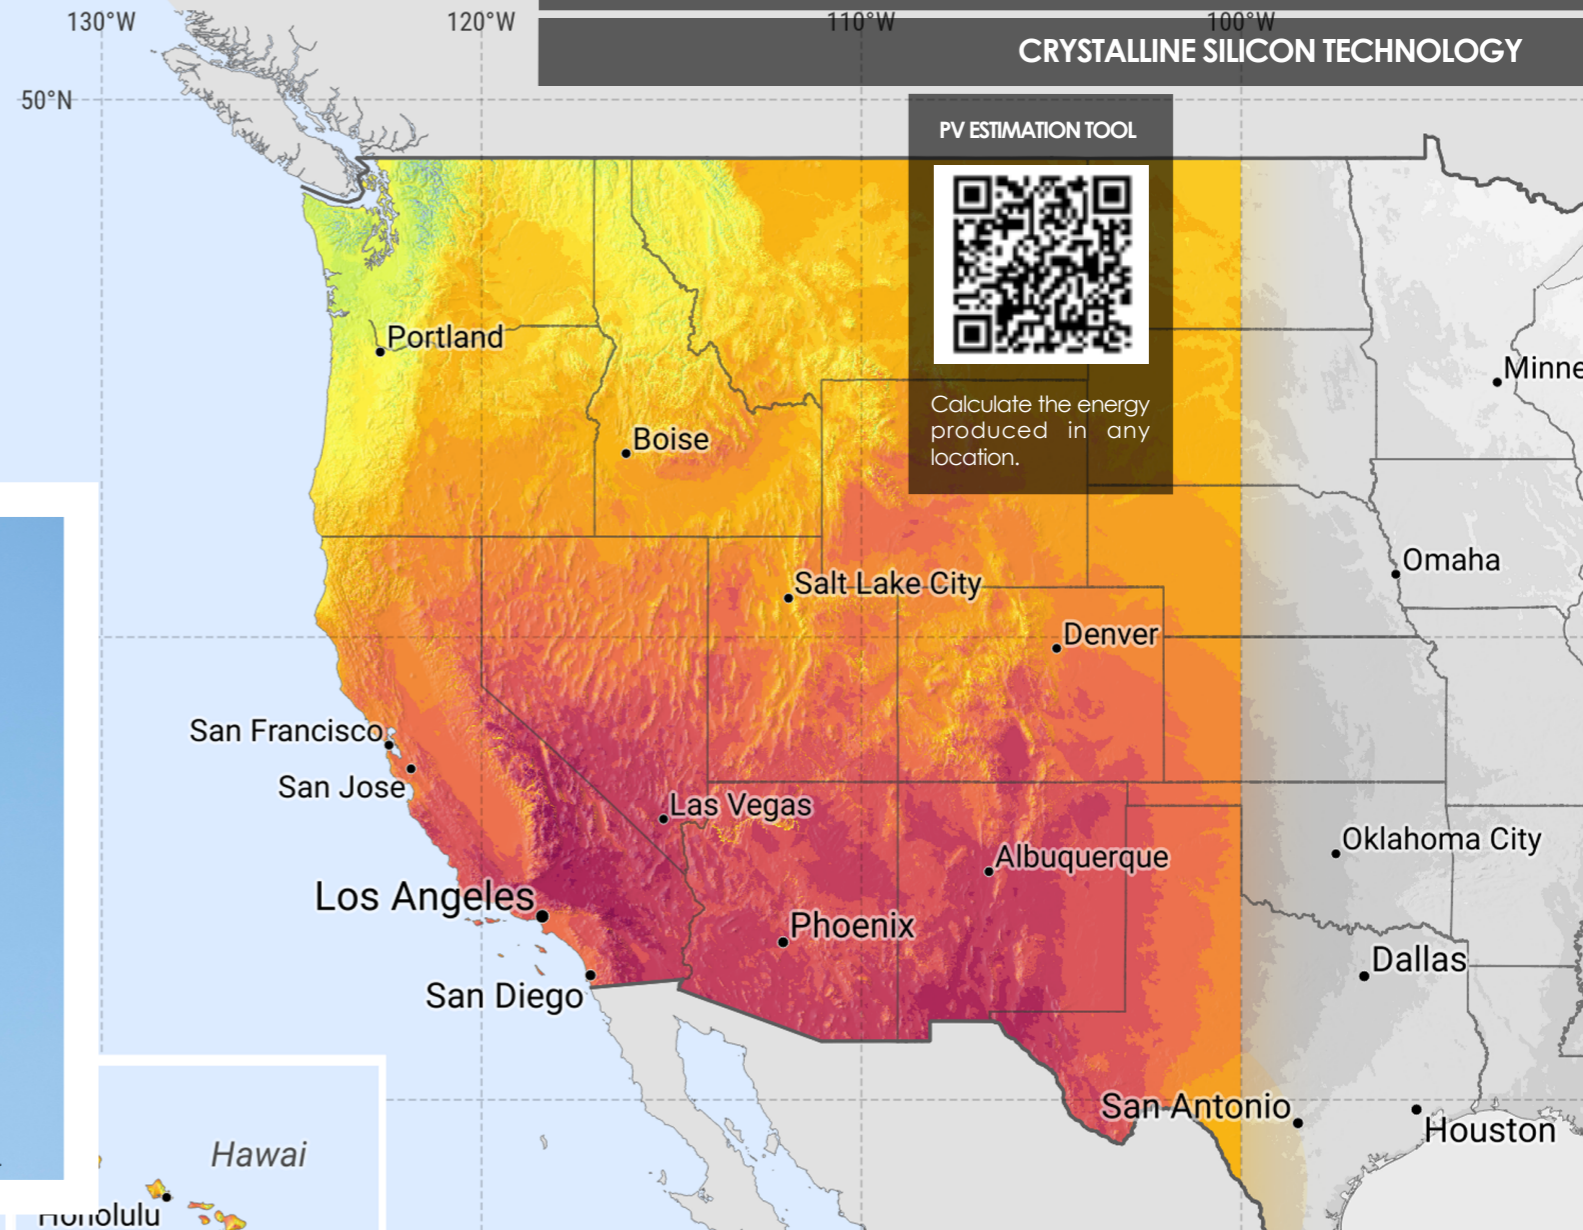 130°W
120°W
110°W
100°W
CRYSTALLINE SILICON TECHNOLOGY
50°N
PV ESTIMATION TOOL
Calculate the energy
produced in any
location.
Portland
Minne
Boise
Omaha
Salt Lake City
Denver
San Francisco
San Jose
Las Vegas
Oklahoma City
Albuquerque
Los Angeles
Phoenix
Dallas
San Diego
San Antonio
Houston
Hawai
Honolulu